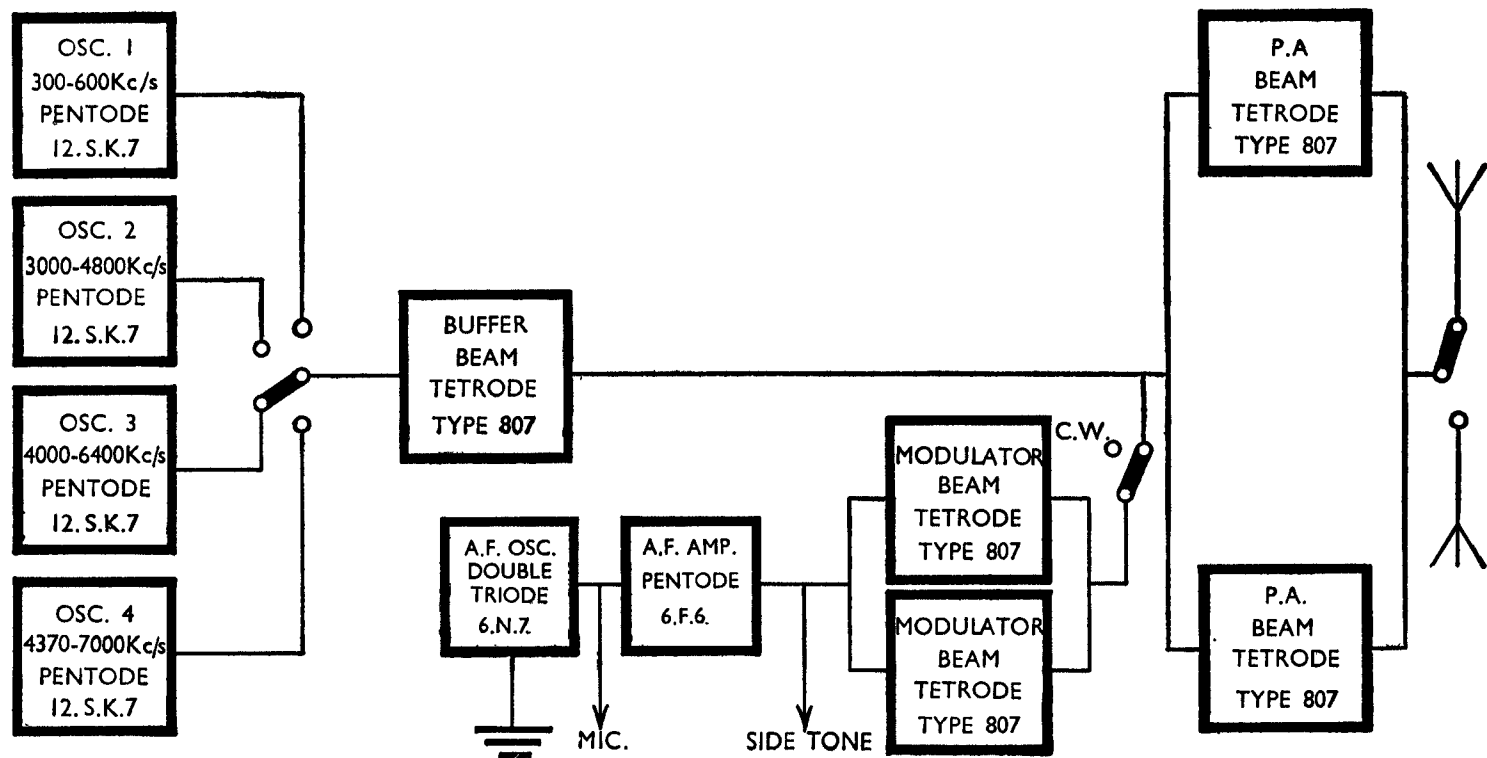 OSC. 1
300-600Kc/s
PENTODE
12.S.K.7
OSC. 2
3000-4800Kc/s
PENTODE
12.S.K.7
OSC. 3
4000-6400Kc/s
PENTODE
12.S.K.7
OSC. 4
4370-7000Kc/s
PENTODE
12.S.K.7
BUFFER
BEAM
TETRODE
TYPE 807
A.F. OSC.
DOUBLE
TRIODE
6.N.7.
MIC.
A.F. AMP.
PENTODE
6.F.6.
SIDE TONE
MODULATOR
BEAM
TETRODE
TYPE 807
MODULATOR
BEAM
TETRODE
TYPE 807
C.W.
P.A
BEAM
TETRODE
TYPE 807
P.A.
BEAM
TETRODE
TYPE 807